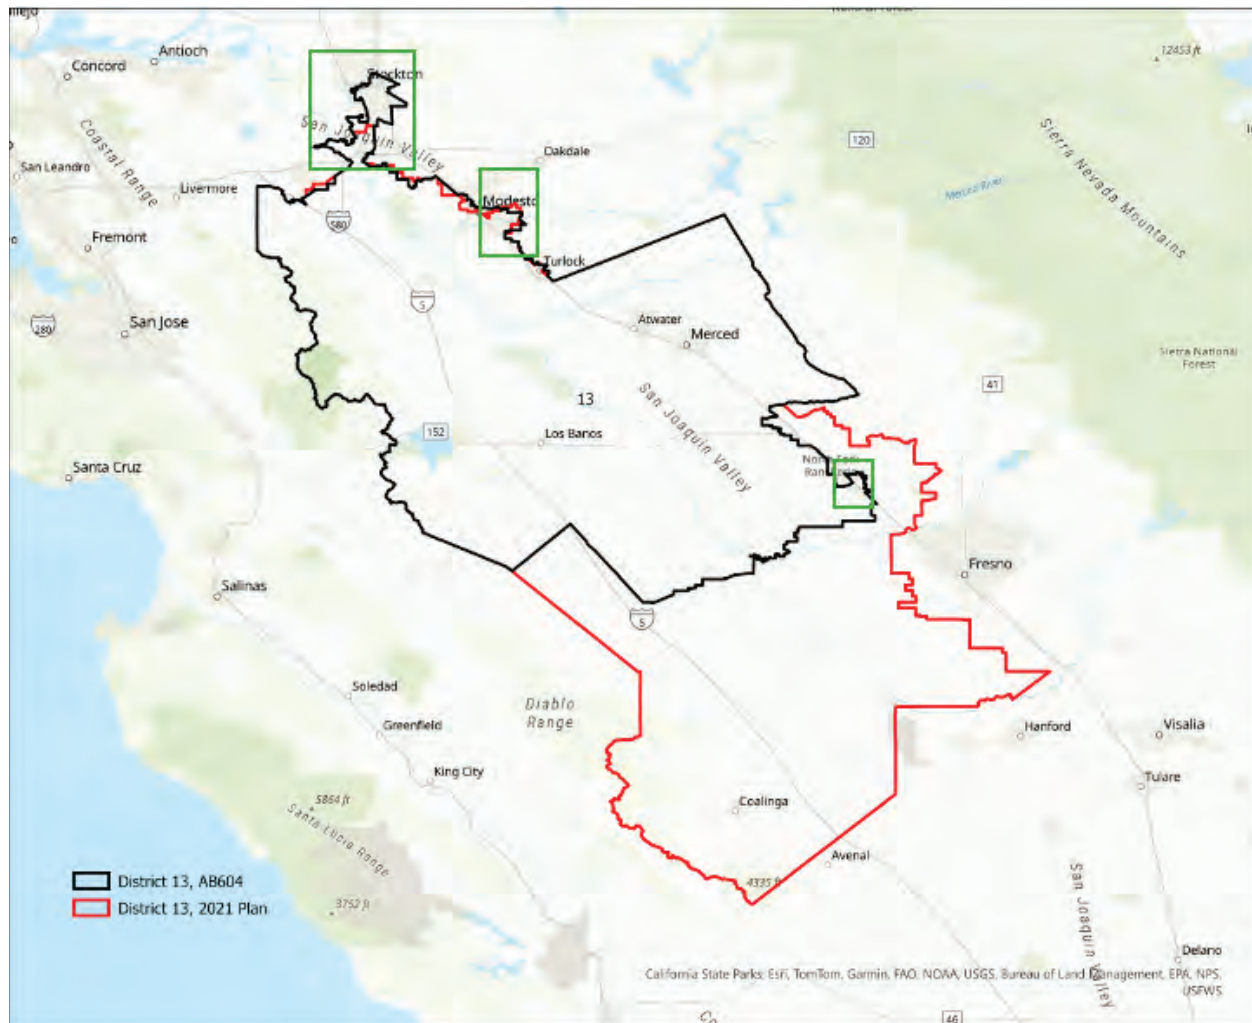 Antioch
Concord
Stockton
12453 ft
San Joaquin Valley
120
Oakdale
Coastal Range
San Leandro
Livermore
Modesto
Merced River
Sierra Nevada Mountains
580
Fremont
Turlock
5
280
San Jose
Atwater
Merced
Sierra National
Forest
41
13
San Joaquin Valley
152
Los Banos
Santa Cruz
Fresno
Salinas
5
Soledad
Diablo
Range
Greenfield
Hanford
Visalia
King City
Tulare
5864 ft
Santa Lucia Range
Coalinga
Avenal
4335 ft
District 13, AB604
District 13, 2021 Plan
3752 ft
San Joaquin Valley
Delano
California State Parks, Esri, TomTom, Garmin, FAO, NOAA, USGS, Bureau of Land Management, EPA, NPS,
USFWS
46